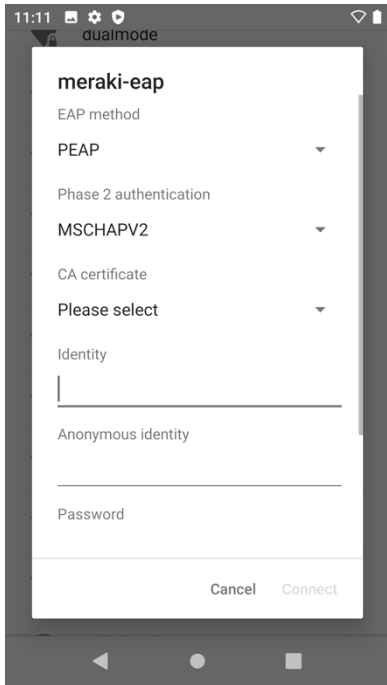 11:11
dualmode
meraki-eap
EAP method
PEAP
Phase 2 authentication
MSCHAPV2
CA certificate
Please select
Identity
Anonymous identity
Password
Cancel Connect